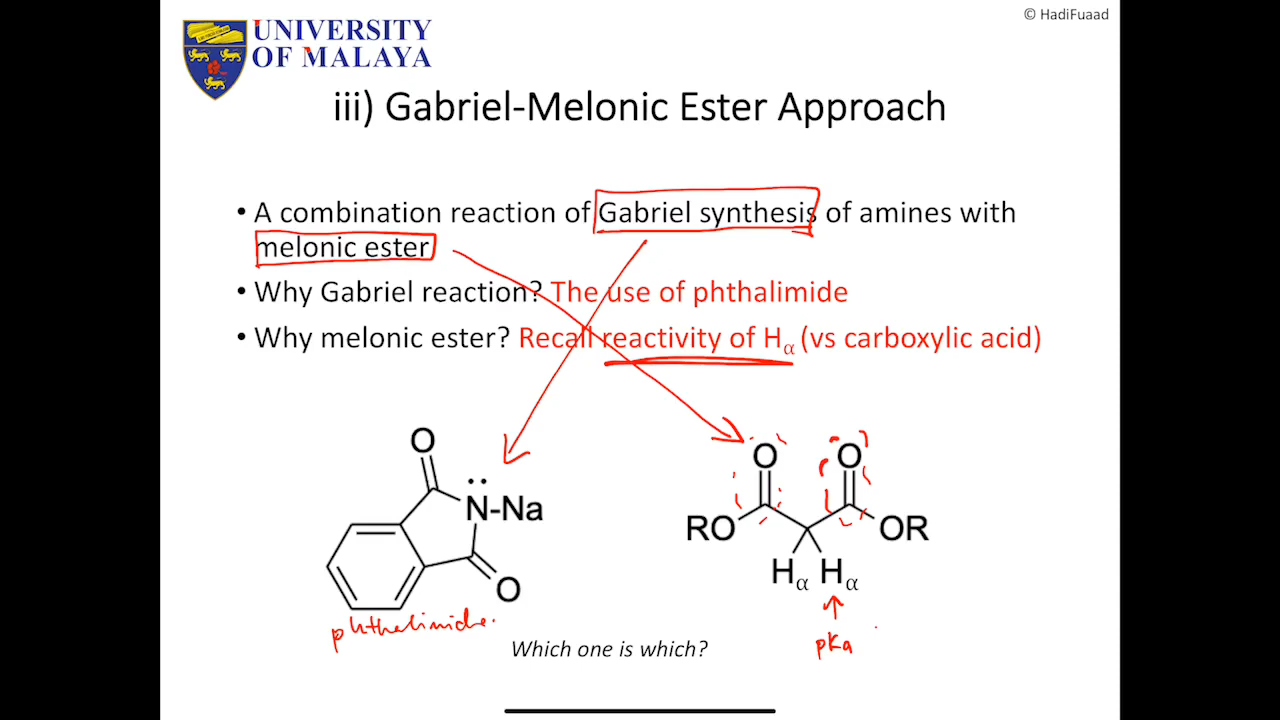 © HadiFuaad
UNIVERSITY
OF MALAYA
iii) Gabriel-Melonic Ester Approach
• A combination reaction of Gabriel synthesis of amines with
melonic ester
• Why Gabriel reaction? The use of phthalimide
• Why melonic ester? Recall reactivity of Hα (vs carboxylic acid)
O
N-Na
O
phthalimide.
O O
RO OR
Hα Hα
pKa
Which one is which?